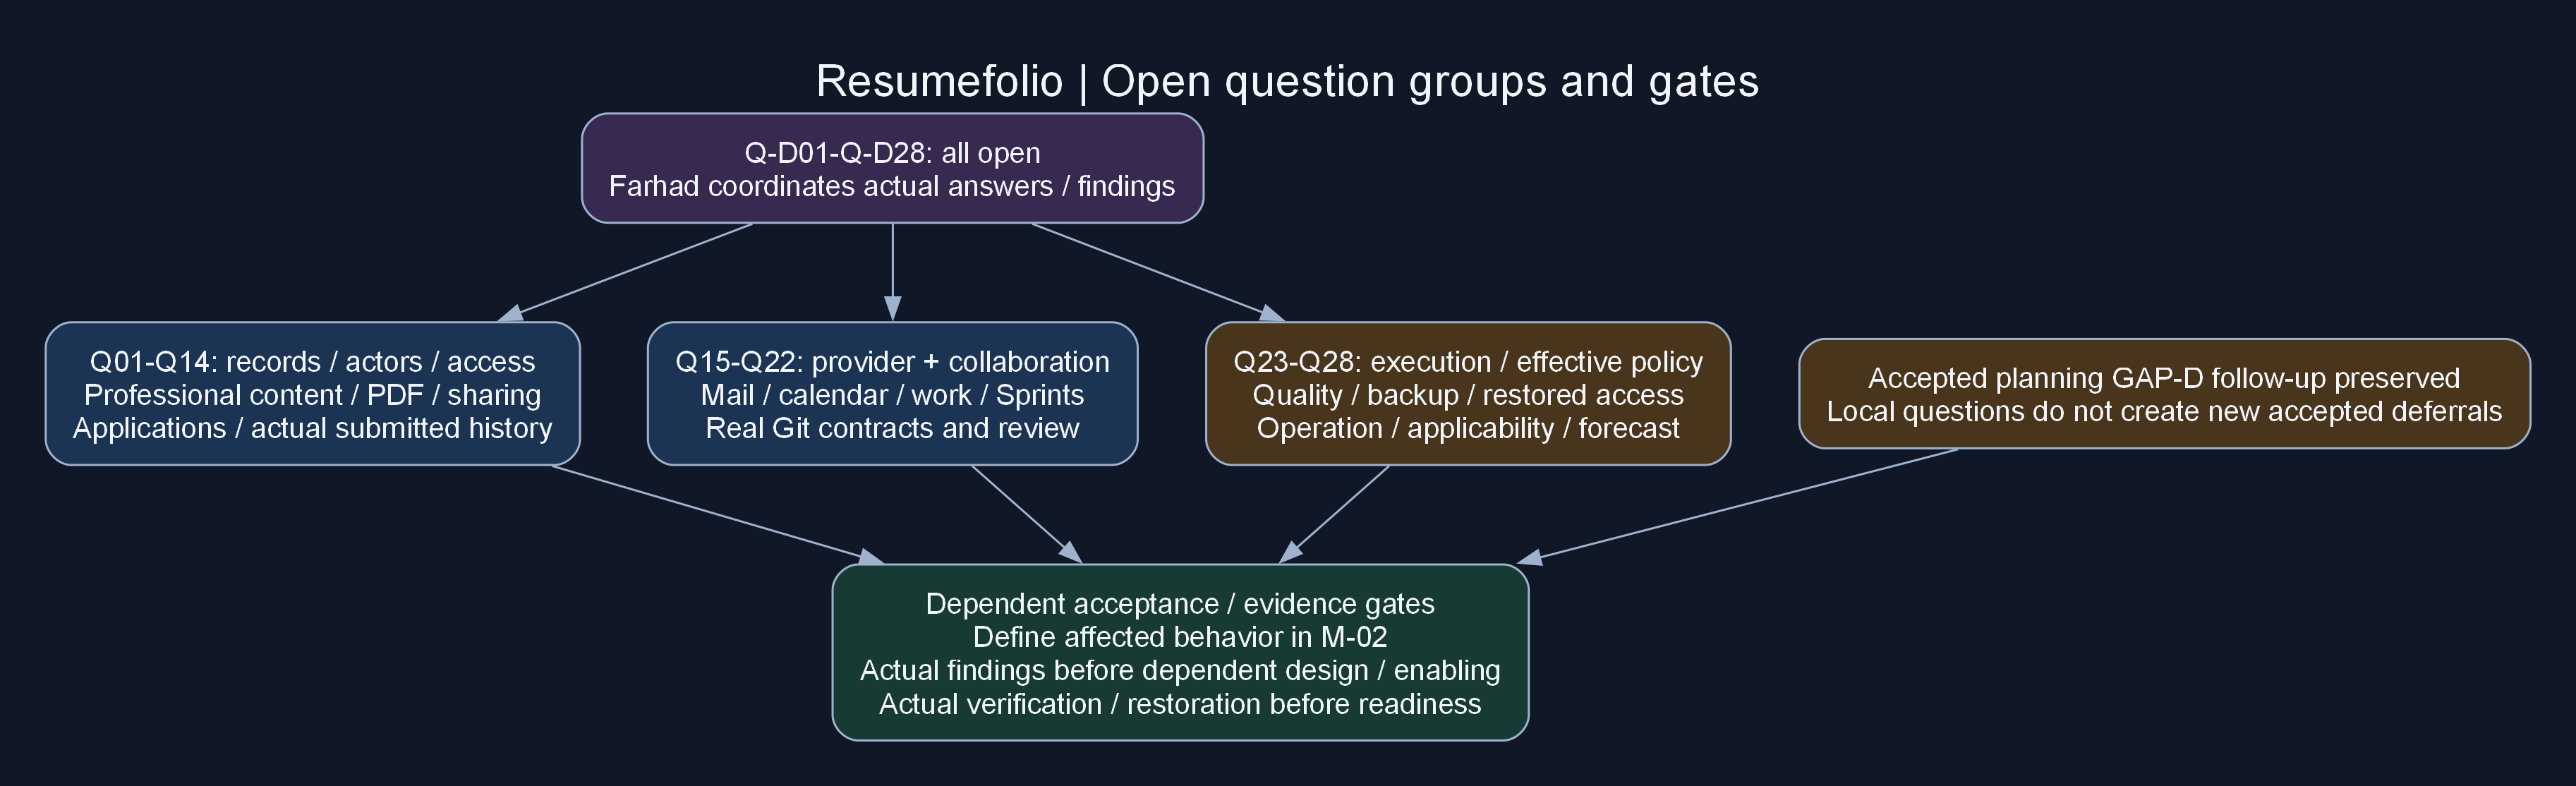 Resumefolio | Open question groups and gates
Q-D01-Q-D28: all open
Farhad coordinates actual answers / findings
Q01-Q14: records / actors / access
Professional content / PDF / sharing
Applications / actual submitted history
Q15-Q22: provider + collaboration
Mail / calendar / work / Sprints
Real Git contracts and review
Q23-Q28: execution / effective policy
Quality / backup / restored access
Operation / applicability / forecast
Accepted planning GAP-D follow-up preserved
Local questions do not create new accepted deferrals
Dependent acceptance / evidence gates
Define affected behavior in M-02
Actual findings before dependent design / enabling
Actual verification / restoration before readiness